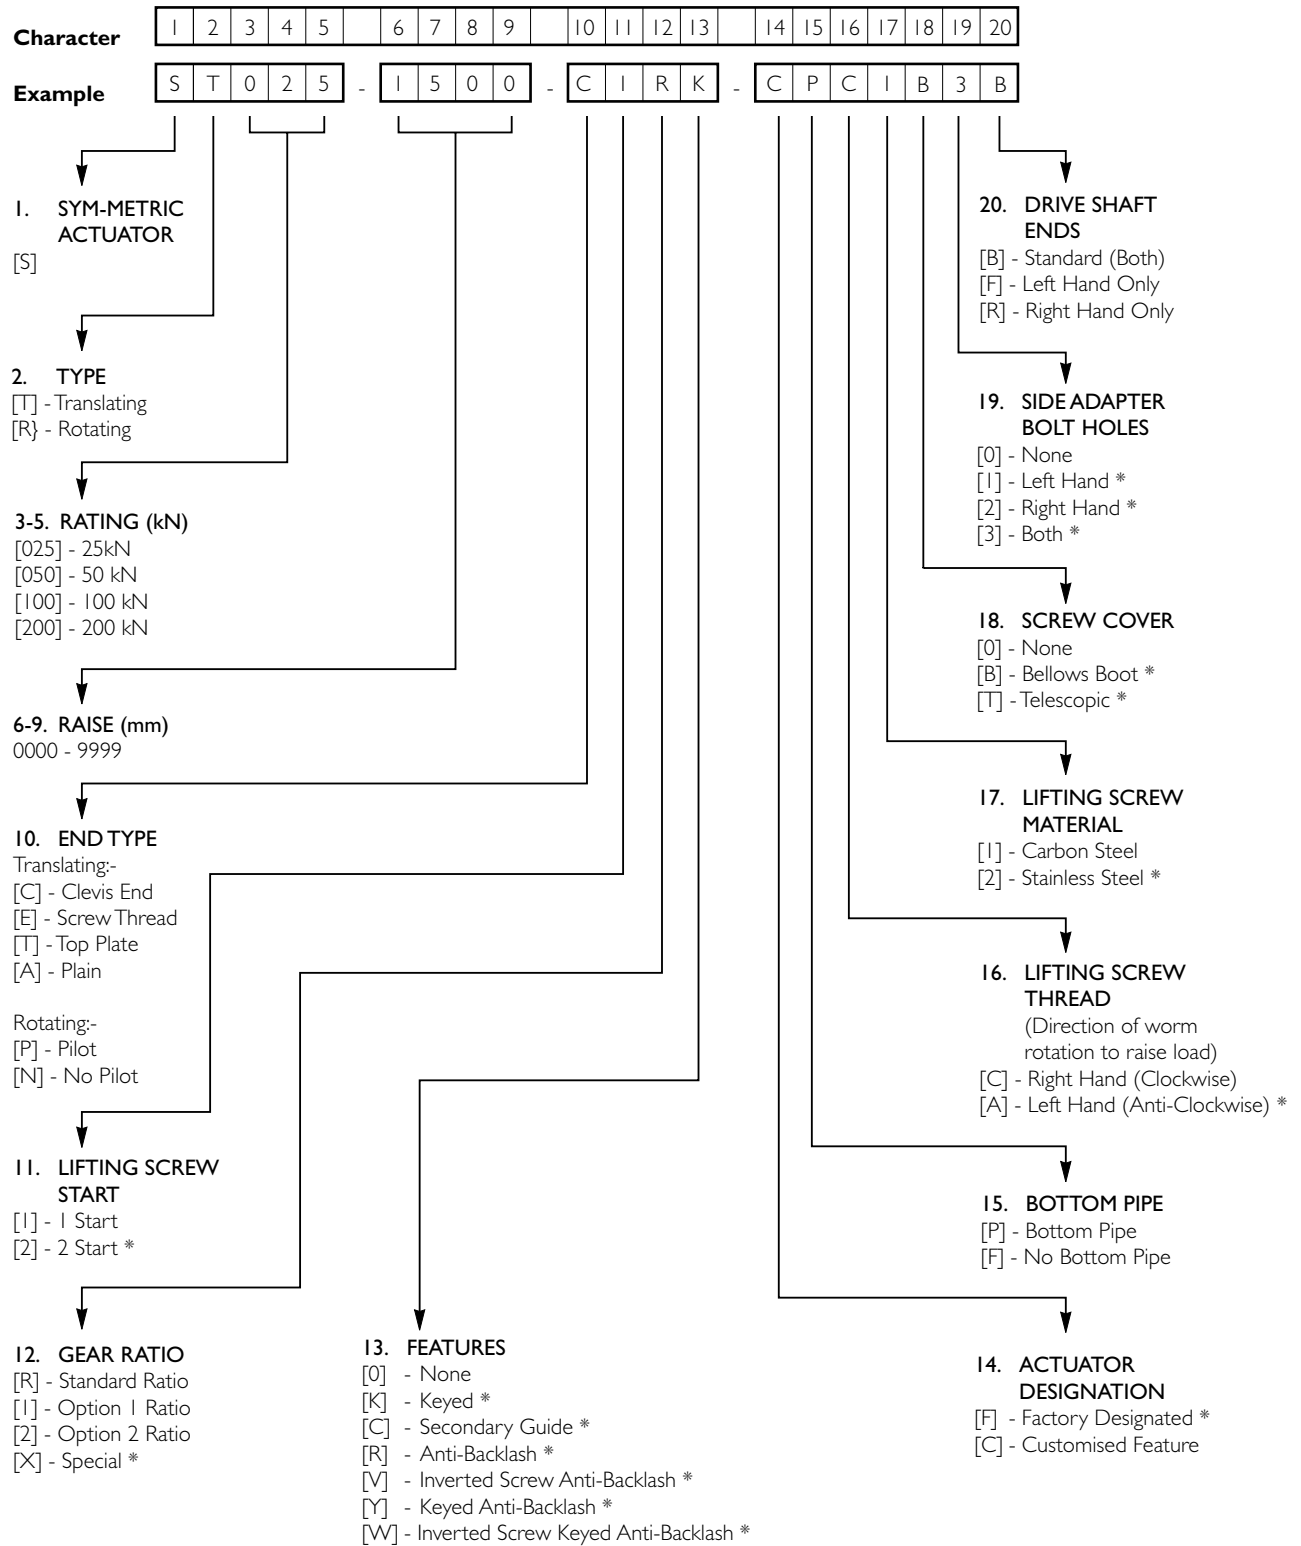 Character 1 2 3 4 5 6 7 8 9 10 11 12 13 14 15 16 17 18 19 20
Example S T 0 2 5 - 1 5 0 0 - C 1 R K - C P C 1 B 3 B
1. SYM-METRIC
ACTUATOR
[S]
2. TYPE
[T] - Translating
[R} - Rotating
3-5. RATING (kN)
[025] - 25kN
[050] - 50 kN
[100] - 100 kN
[200] - 200 kN
6-9. RAISE (mm)
0000 - 9999
10. END TYPE
Translating:-
[C] - Clevis End
[E] - Screw Thread
[T] - Top Plate
[A] - Plain
Rotating:-
[P] - Pilot
[N] - No Pilot
11. LIFTING SCREW
START
[1] - 1 Start
[2] - 2 Start *
12. GEAR RATIO
[R] - Standard Ratio
[1] - Option 1 Ratio
[2] - Option 2 Ratio
[X] - Special *
13. FEATURES
[0] - None
[K] - Keyed *
[C] - Secondary Guide *
[R] - Anti-Backlash *
[V] - Inverted Screw Anti-Backlash *
[Y] - Keyed Anti-Backlash *
[W] - Inverted Screw Keyed Anti-Backlash *
20. DRIVE SHAFT
ENDS
[B] - Standard (Both)
[F] - Left Hand Only
[R] - Right Hand Only
19. SIDE ADAPTER
BOLT HOLES
[0] - None
[1] - Left Hand *
[2] - Right Hand *
[3] - Both *
18. SCREW COVER
[0] - None
[B] - Bellows Boot *
[T] - Telescopic *
17. LIFTING SCREW
MATERIAL
[1] - Carbon Steel
[2] - Stainless Steel *
16. LIFTING SCREW
THREAD
(Direction of worm
rotation to raise load)
[C] - Right Hand (Clockwise)
[A] - Left Hand (Anti-Clockwise) *
15. BOTTOM PIPE
[P] - Bottom Pipe
[F] - No Bottom Pipe
14. ACTUATOR
DESIGNATION
[F] - Factory Designated *
[C] - Customised Feature